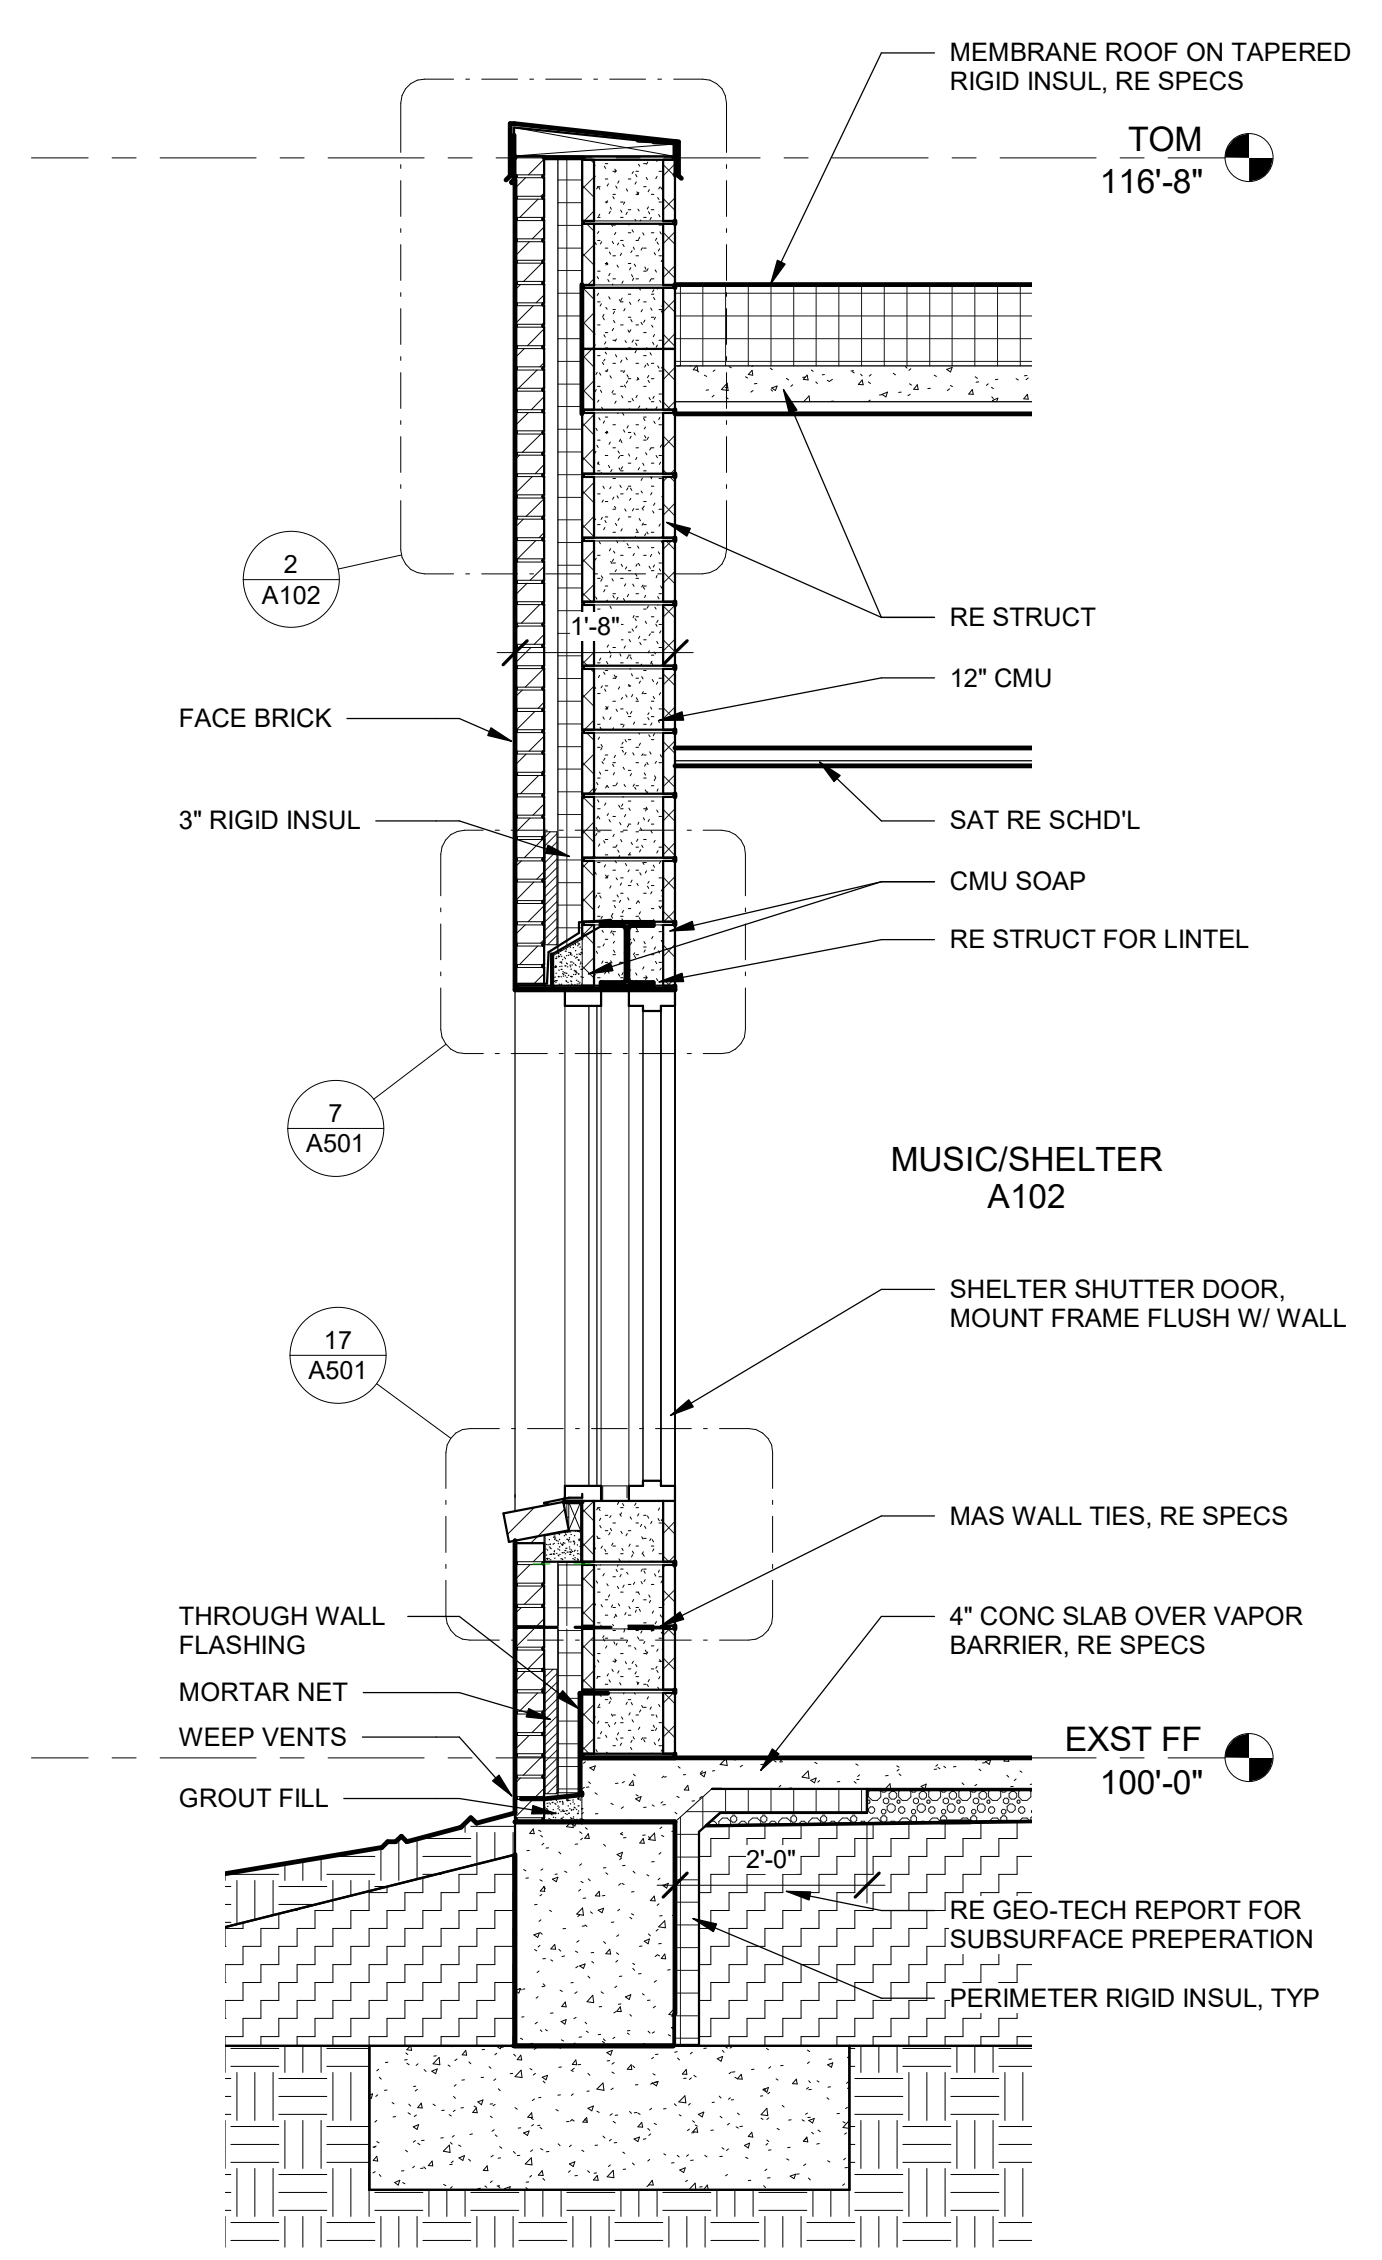 MEMBRANE ROOF ON TAPERED
RIGID INSUL, RE SPECS
TOM
116'-8"
2
A102
1'-8"
RE STRUCT
12" CMU
FACE BRICK
3" RIGID INSUL
SAT RE SCHD'L
CMU SOAP
RE STRUCT FOR LINTEL
7
A501
MUSIC/SHELTER
A102
SHELTER SHUTTER DOOR,
MOUNT FRAME FLUSH W/ WALL
17
A501
MAS WALL TIES, RE SPECS
THROUGH WALL
FLASHING
4" CONC SLAB OVER VAPOR
BARRIER, RE SPECS
MORTAR NET
WEEP VENTS
EXST FF
100'-0"
GROUT FILL
2'-0"
RE GEO-TECH REPORT FOR
SUBSURFACE PREPERATION
PERIMETER RIGID INSUL, TYP